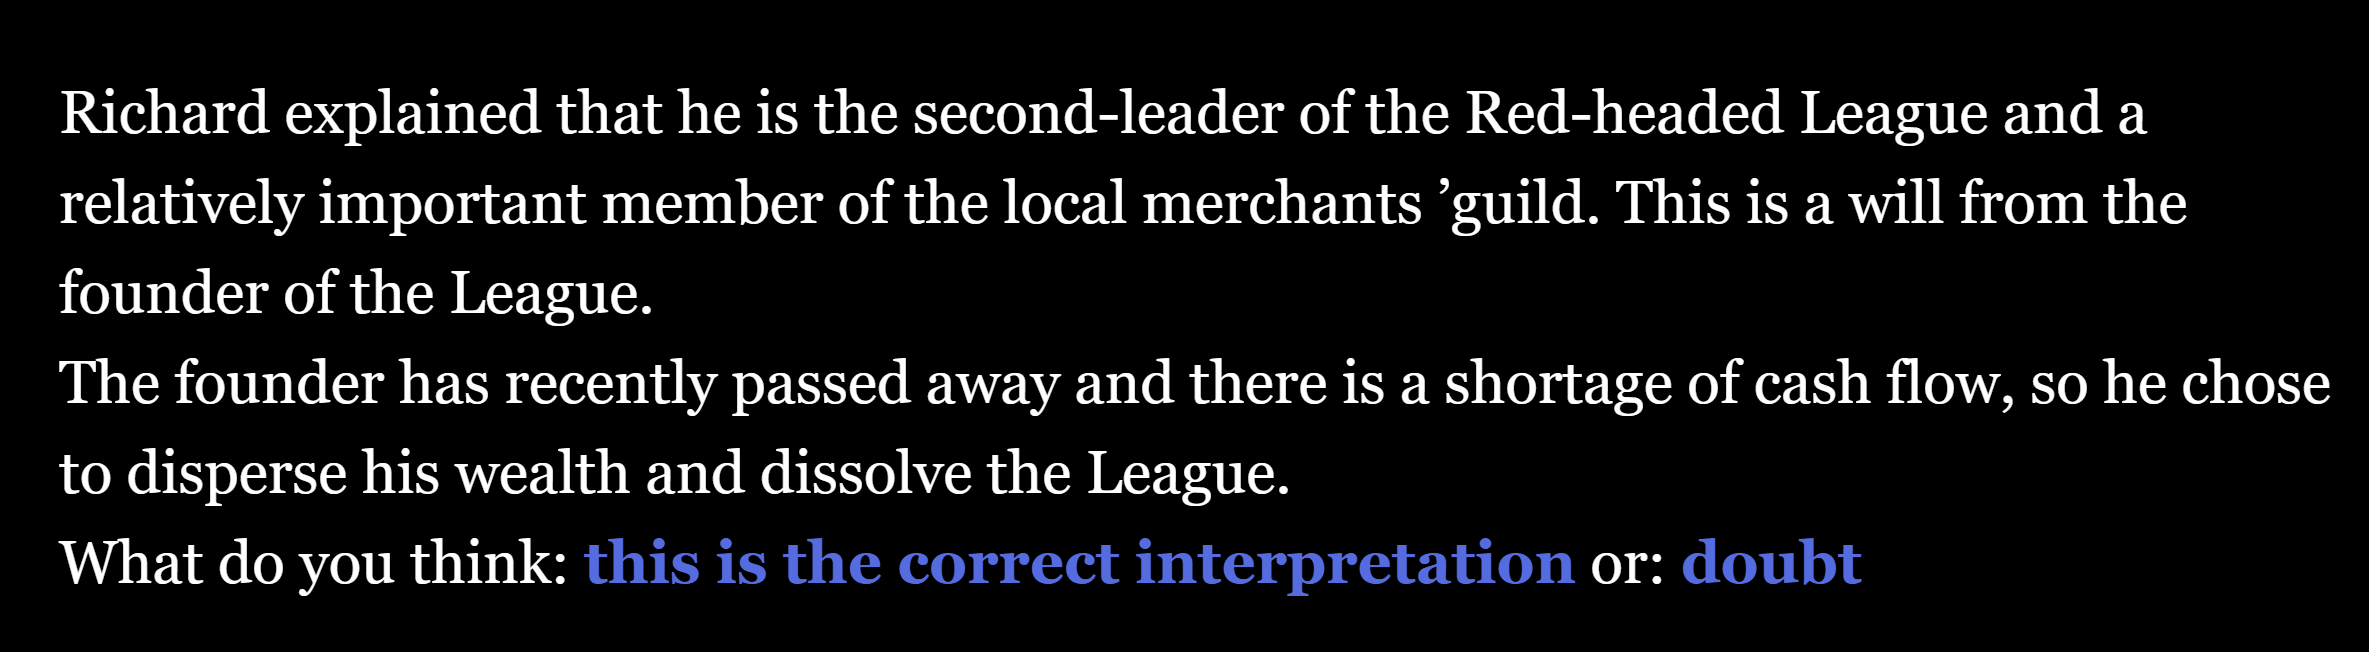 Richard explained that he is the second-leader of the Red-headed League and a
relatively important member of the local merchants ’guild. This is a will from the
founder of the League.
The founder has recently passed away and there is a shortage of cash flow, so he chose
to disperse his wealth and dissolve the League.
What do you think: this is the correct interpretation or: doubt